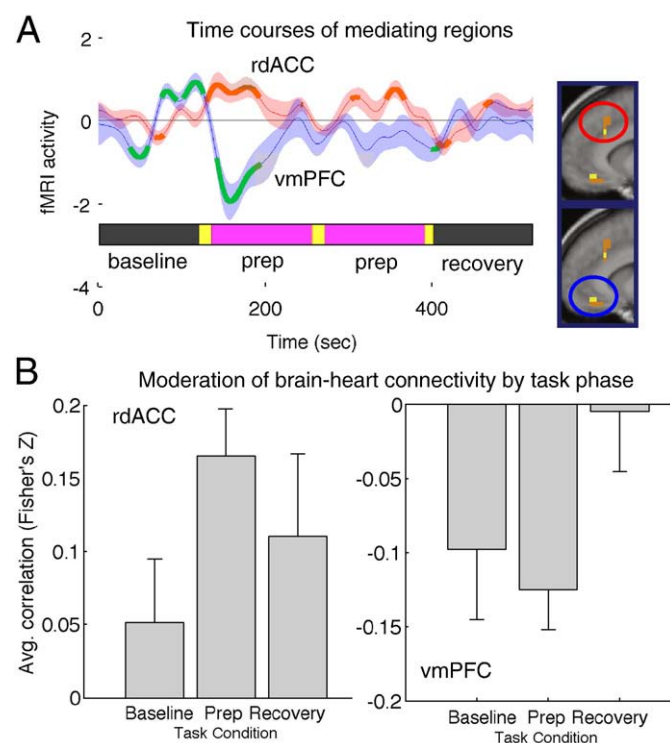 A
Time courses of mediating regions
2
0
-2
-4
fMRI activity
rdACC
vmPFC
baseline
prep
prep
recovery
0
200
400
Time (sec)
B
Moderation of brain-heart connectivity by task phase
0.2
0.15
0.1
0.05
0
Avg. correlation (Fisher's Z)
rdACC
Baseline Prep Recovery
Task Condition
0
-0.05
-0.1
-0.15
-0.2
vmPFC
Baseline Prep Recovery
Task Condition